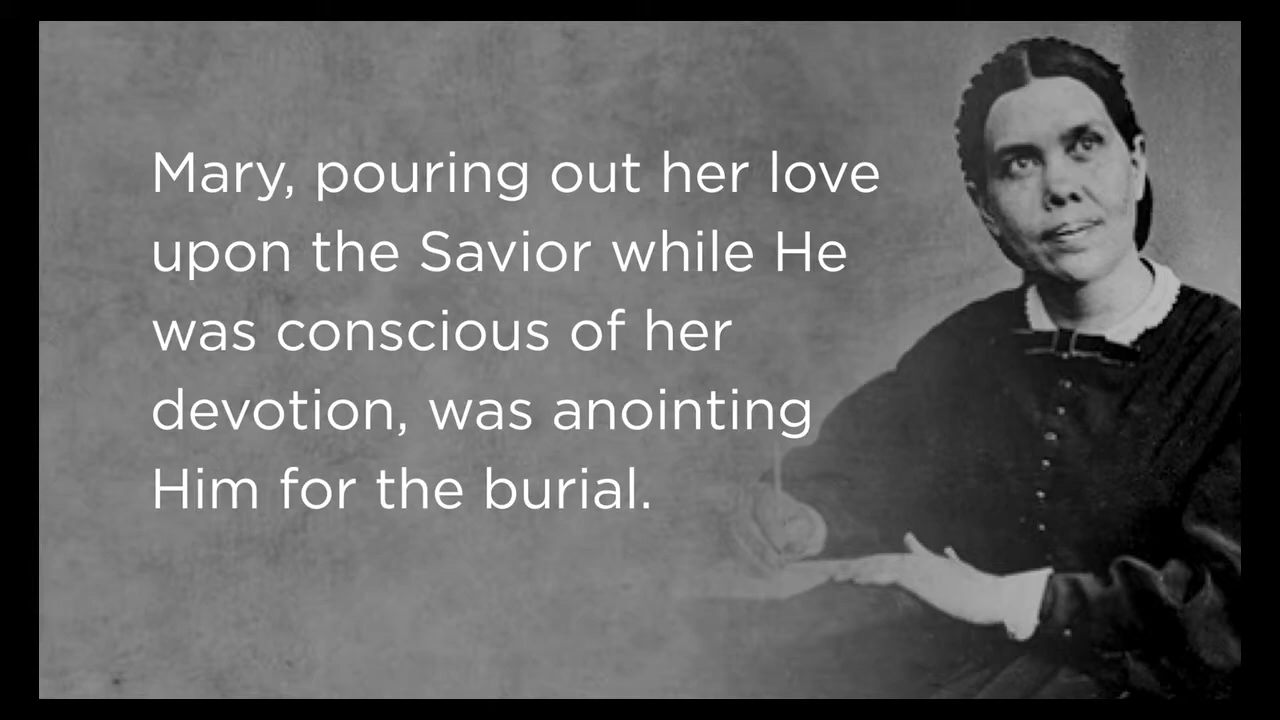 Mary, pouring out her love
upon the Savior while He
was conscious of her
devotion, was anointing
Him for the burial.